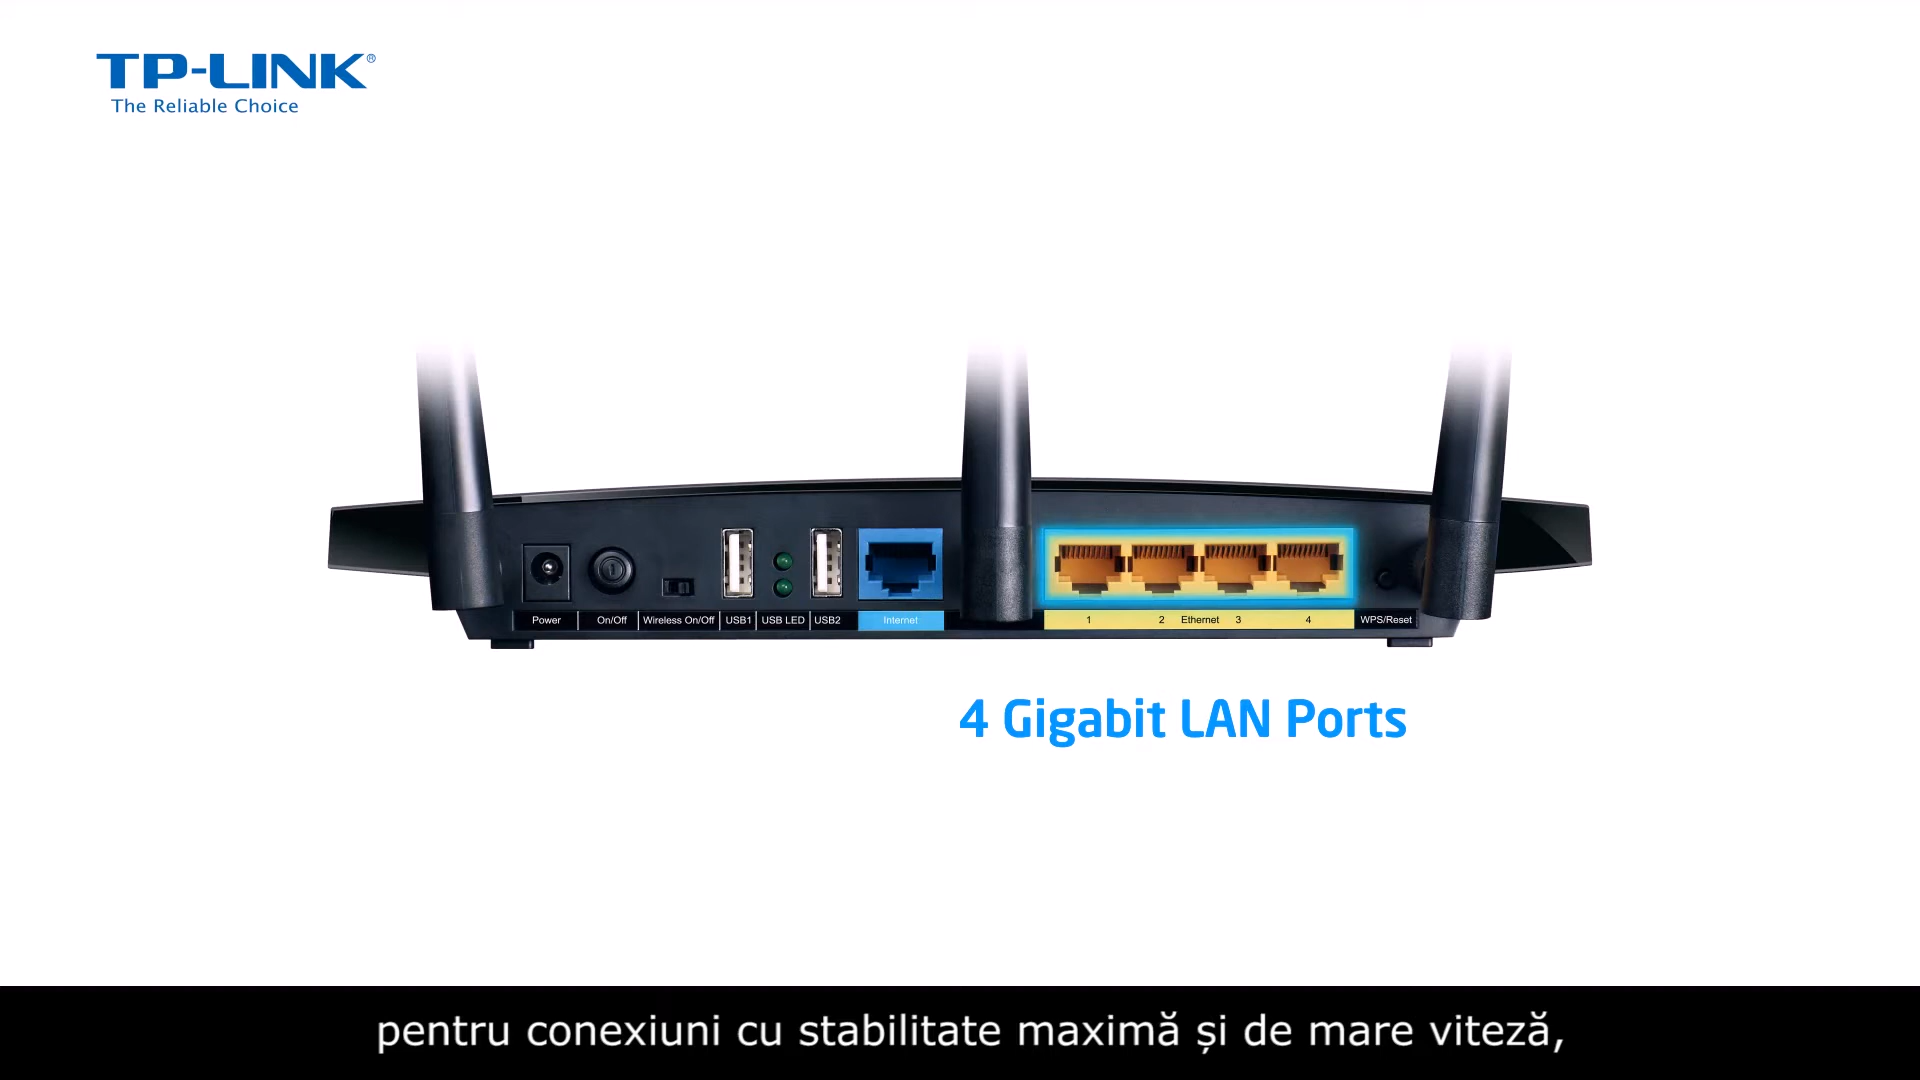 TP-LINK®
The Reliable Choice
Power On/Off Wireless On/Off USB1 USB LED USB2 Internet 1 2 Ethernet 3 4 WPS/Reset
4 Gigabit LAN Ports
pentru conexiuni cu stabilitate maximă și de mare viteză,